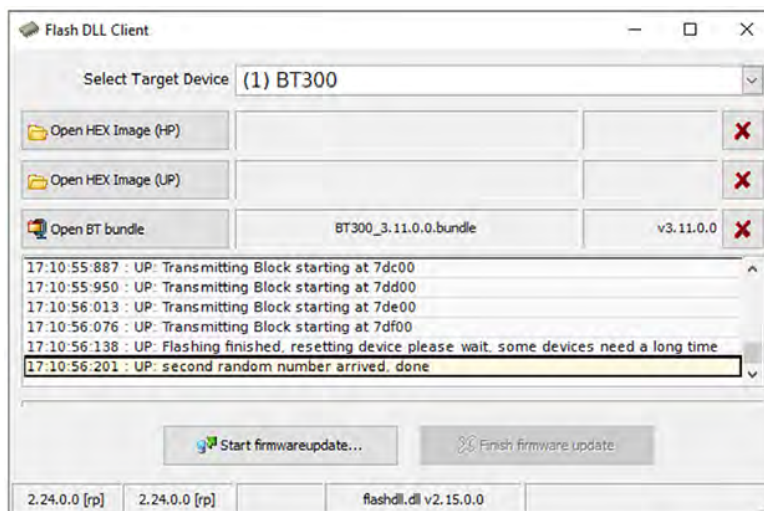 Flash DLL Client
Select Target Device (1) BT300
Open HEX Image (HP)
Open HEX Image (UP)
Open BT bundle BT300_3.11.0.0.bundle v3.11.0.0
17:10:55:887 : UP: Transmitting Block starting at 7dc00
17:10:55:950 : UP: Transmitting Block starting at 7dd00
17:10:56:013 : UP: Transmitting Block starting at 7de00
17:10:56:076 : UP: Transmitting Block starting at 7df00
17:10:56:138 : UP: Flashing finished, resetting device please wait, some devices need a long time
17:10:56:201 : UP: second random number arrived, done
Start firmwareupdate... Finish firmware update
2.24.0.0 [rp] 2.24.0.0 [rp] flashdll.dll v2.15.0.0